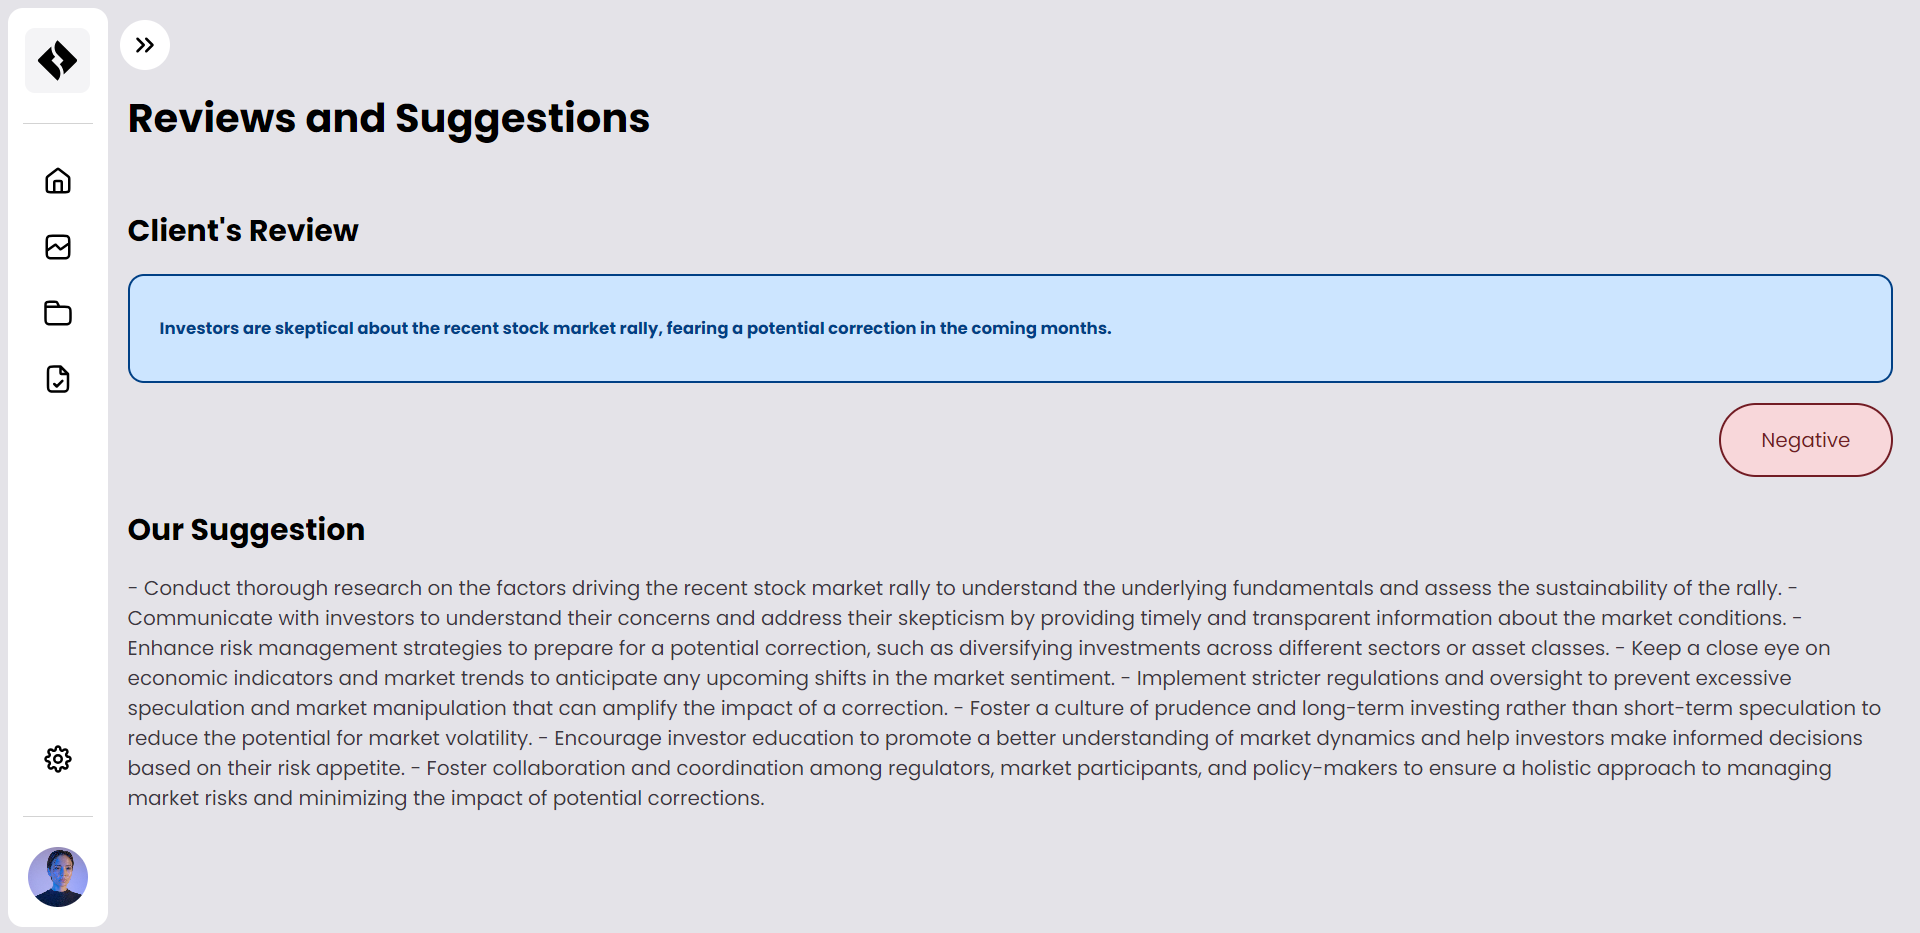 Reviews and Suggestions
Client's Review
Investors are skeptical about the recent stock market rally, fearing a potential correction in the coming months.
Negative
Our Suggestion
- Conduct thorough research on the factors driving the recent stock market rally to understand the underlying fundamentals and assess the sustainability of the rally. -
Communicate with investors to understand their concerns and address their skepticism by providing timely and transparent information about the market conditions. -
Enhance risk management strategies to prepare for a potential correction, such as diversifying investments across different sectors or asset classes. - Keep a close eye on
economic indicators and market trends to anticipate any upcoming shifts in the market sentiment. - Implement stricter regulations and oversight to prevent excessive
speculation and market manipulation that can amplify the impact of a correction. - Foster a culture of prudence and long-term investing rather than short-term speculation to
reduce the potential for market volatility. - Encourage investor education to promote a better understanding of market dynamics and help investors make informed decisions
based on their risk appetite. - Foster collaboration and coordination among regulators, market participants, and policy-makers to ensure a holistic approach to managing
market risks and minimizing the impact of potential corrections.